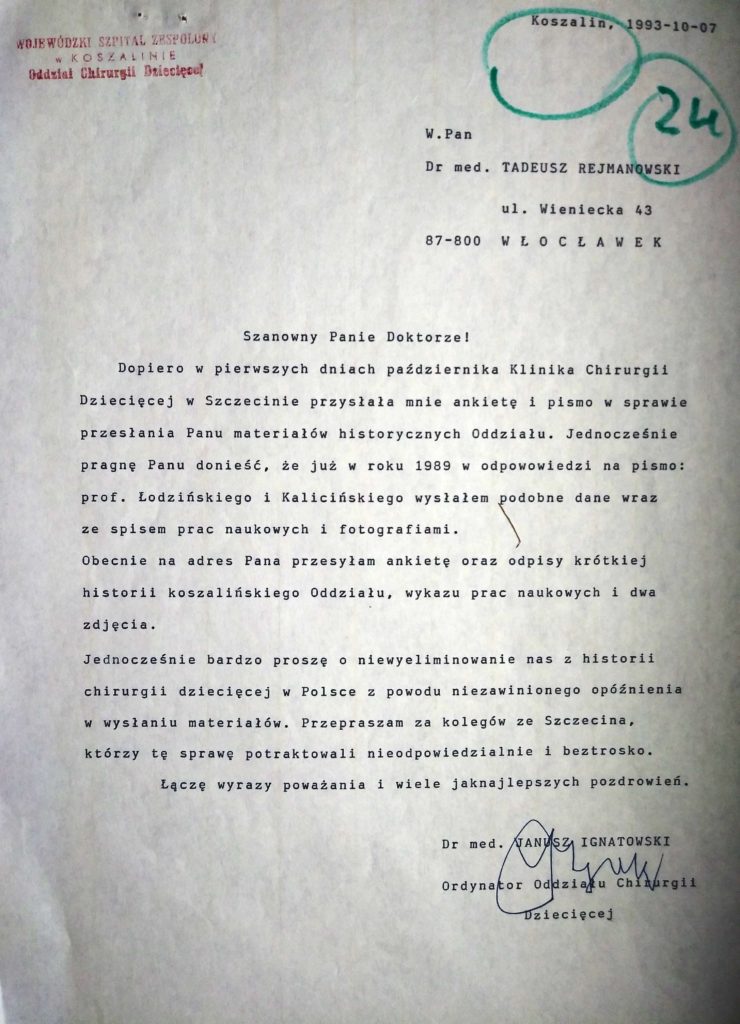 WOJEWÓDZKI SZPITAL ZESPOLONY
w KOSZALINIE
Oddział Chirurgii Dziecięcej
Koszalin, 1993-10-07
24
W.Pan
Dr med. TADEUSZ REJMANOWSKI
ul. Wieniecka 43
87-800 W Ł O C Ł A W E K
Szanowny Panie Doktorze!
Dopiero w pierwszych dniach października Klinika Chirurgii
Dziecięcej w Szczecinie przysłała mnie ankietę i pismo w sprawie
przesłania Panu materiałów historycznych Oddziału. Jednocześnie
pragnę Panu donieść, że już w roku 1989 w odpowowiedzi na pismo:
prof. Łodzińskiego i Kalicińskiego wysłałem podobne dane wraz
ze spisem prac naukowych i fotografiami.
Obecnie na adres Pana przesyłam ankietę oraz odpisy krótkiej
historii koszalińskiego Oddziału, wykazu prac naukowych i dwa
zdjęcia.
Jednocześnie bardzo proszę o niewyeliminowanie nas z historii
chirurgii dziecięcej w Polsce z powodu niezawinionego opóźnienia
w wysłaniu materiałów. Przepraszam za kolegów ze Szczecina,
którzy tę sprawę potraktowali nieodpowiedzialnie i beztrosko.
Łączę wyrazy poważania i wiele jaknajlepszych pozdrowień.
Dr med. JANUSZ IGNATOWSKI
Ordynator Oddziału Chirurgii
Dziecięcej